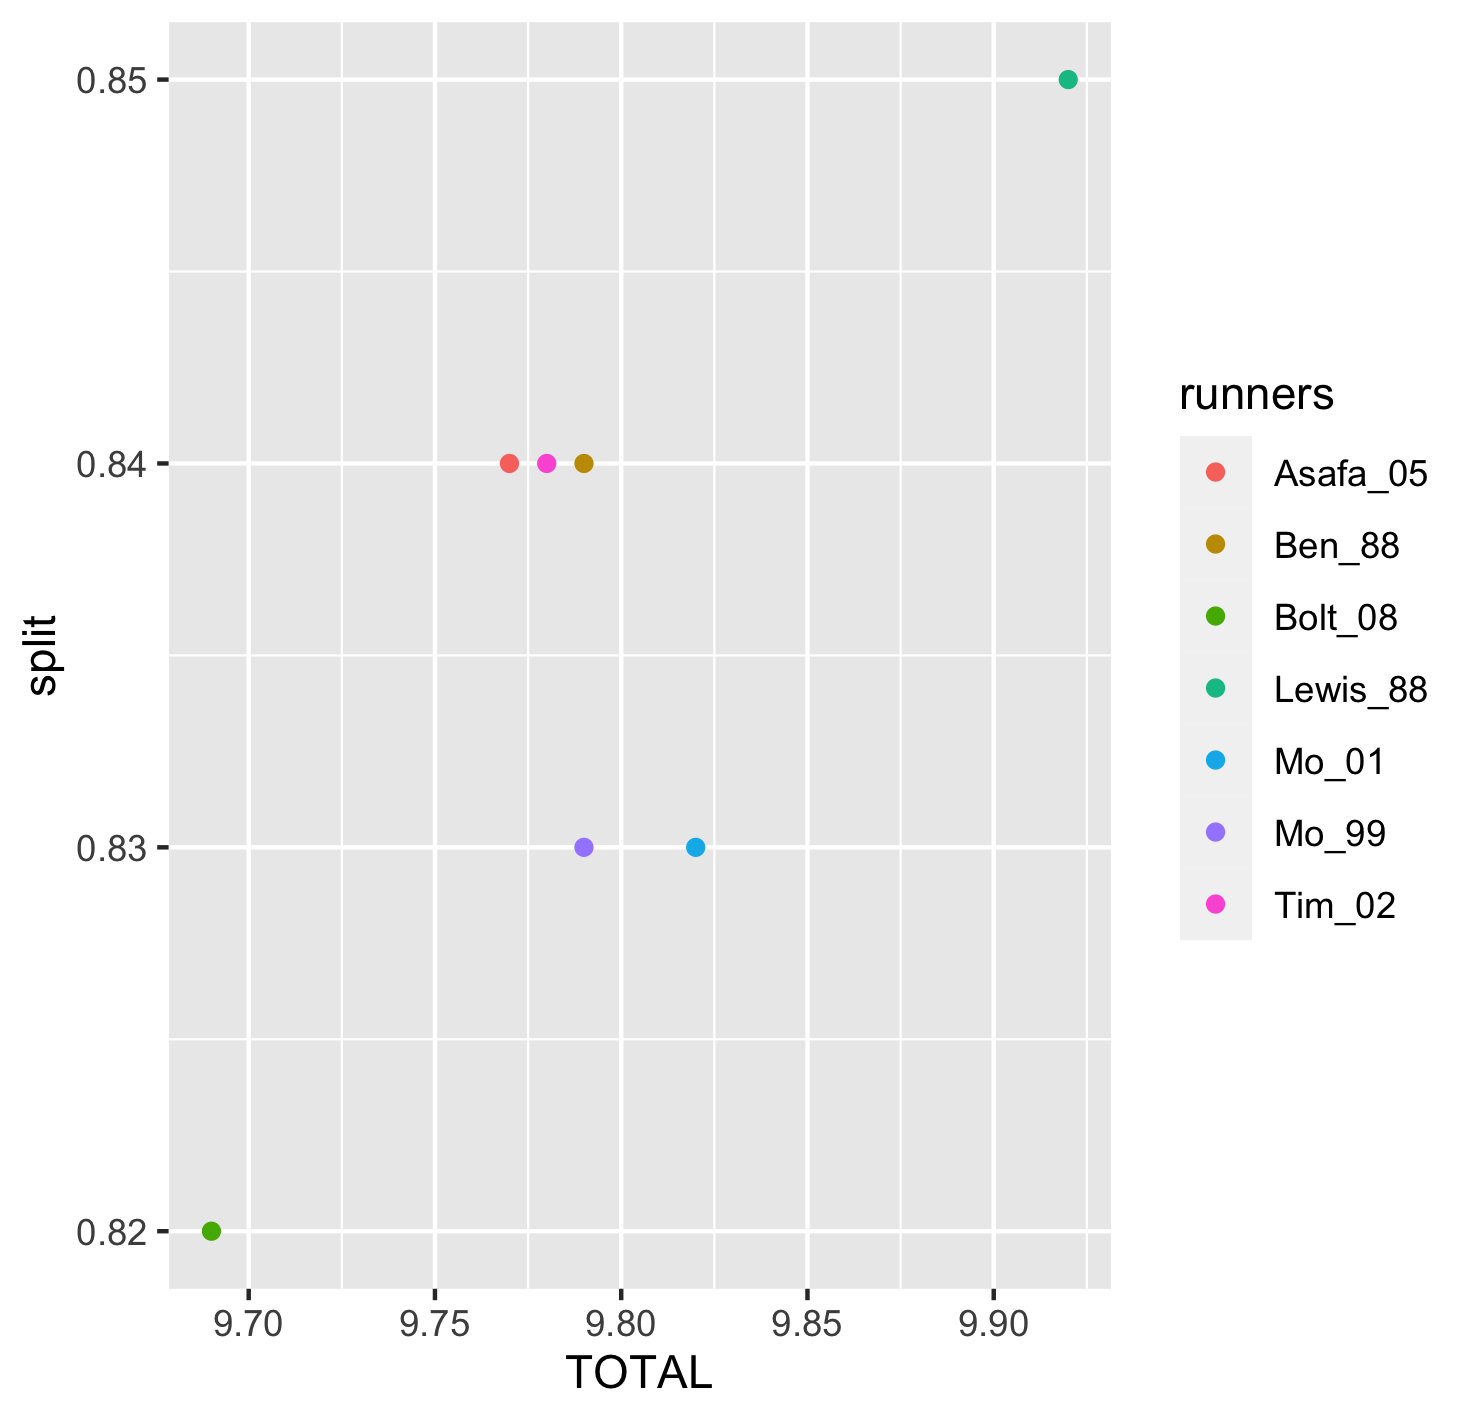 0.85
0.84
0.83
0.82
split
9.70
9.75
9.80
9.85
9.90
TOTAL
runners
Asafa_05
Ben_88
Bolt_08
Lewis_88
Mo_01
Mo_99
Tim_02